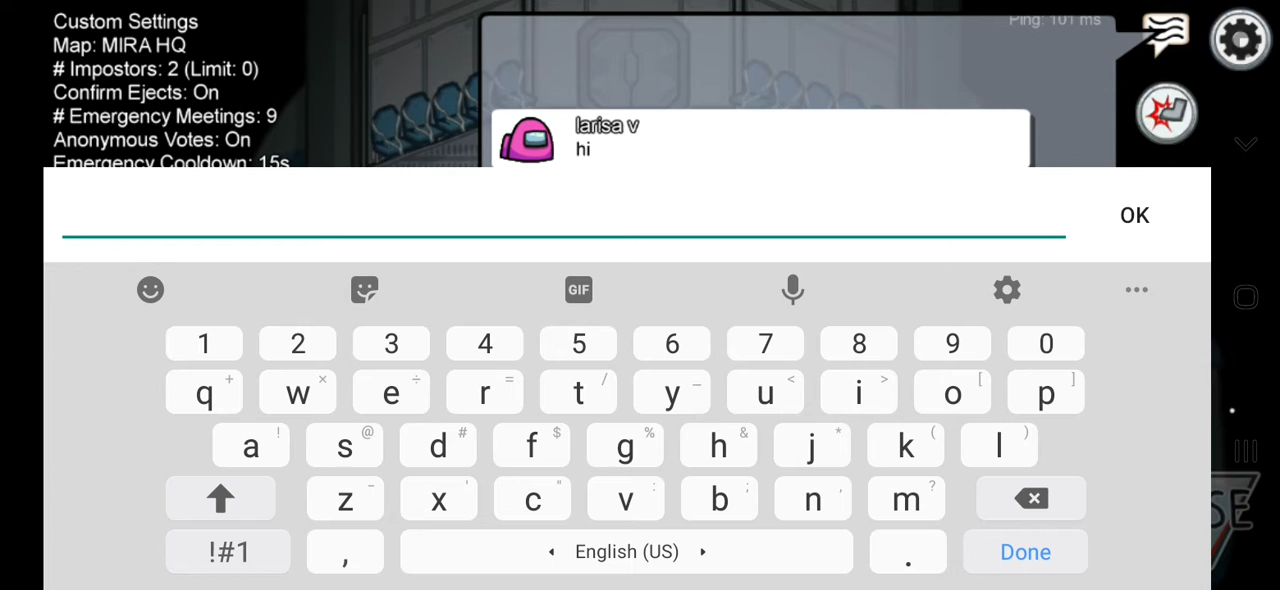 Custom Settings
Map: MIRA HQ
# Impostors: 2 (Limit: 0)
Confirm Ejects: On
# Emergency Meetings: 9
Anonymous Votes: On
Emergency Cooldown: 15s
Ping: 101 ms
larisa v
hi
OK
GIF
1 2 3 4 5 6 7 8 9 0
q + w × e ÷ r = t / y _ u < i > o [ p ]
a ! s @ d # f $ g % h & j * k ( l )
z - x ' c " v : b ; n , m ?
!#1 , English (US) . Done